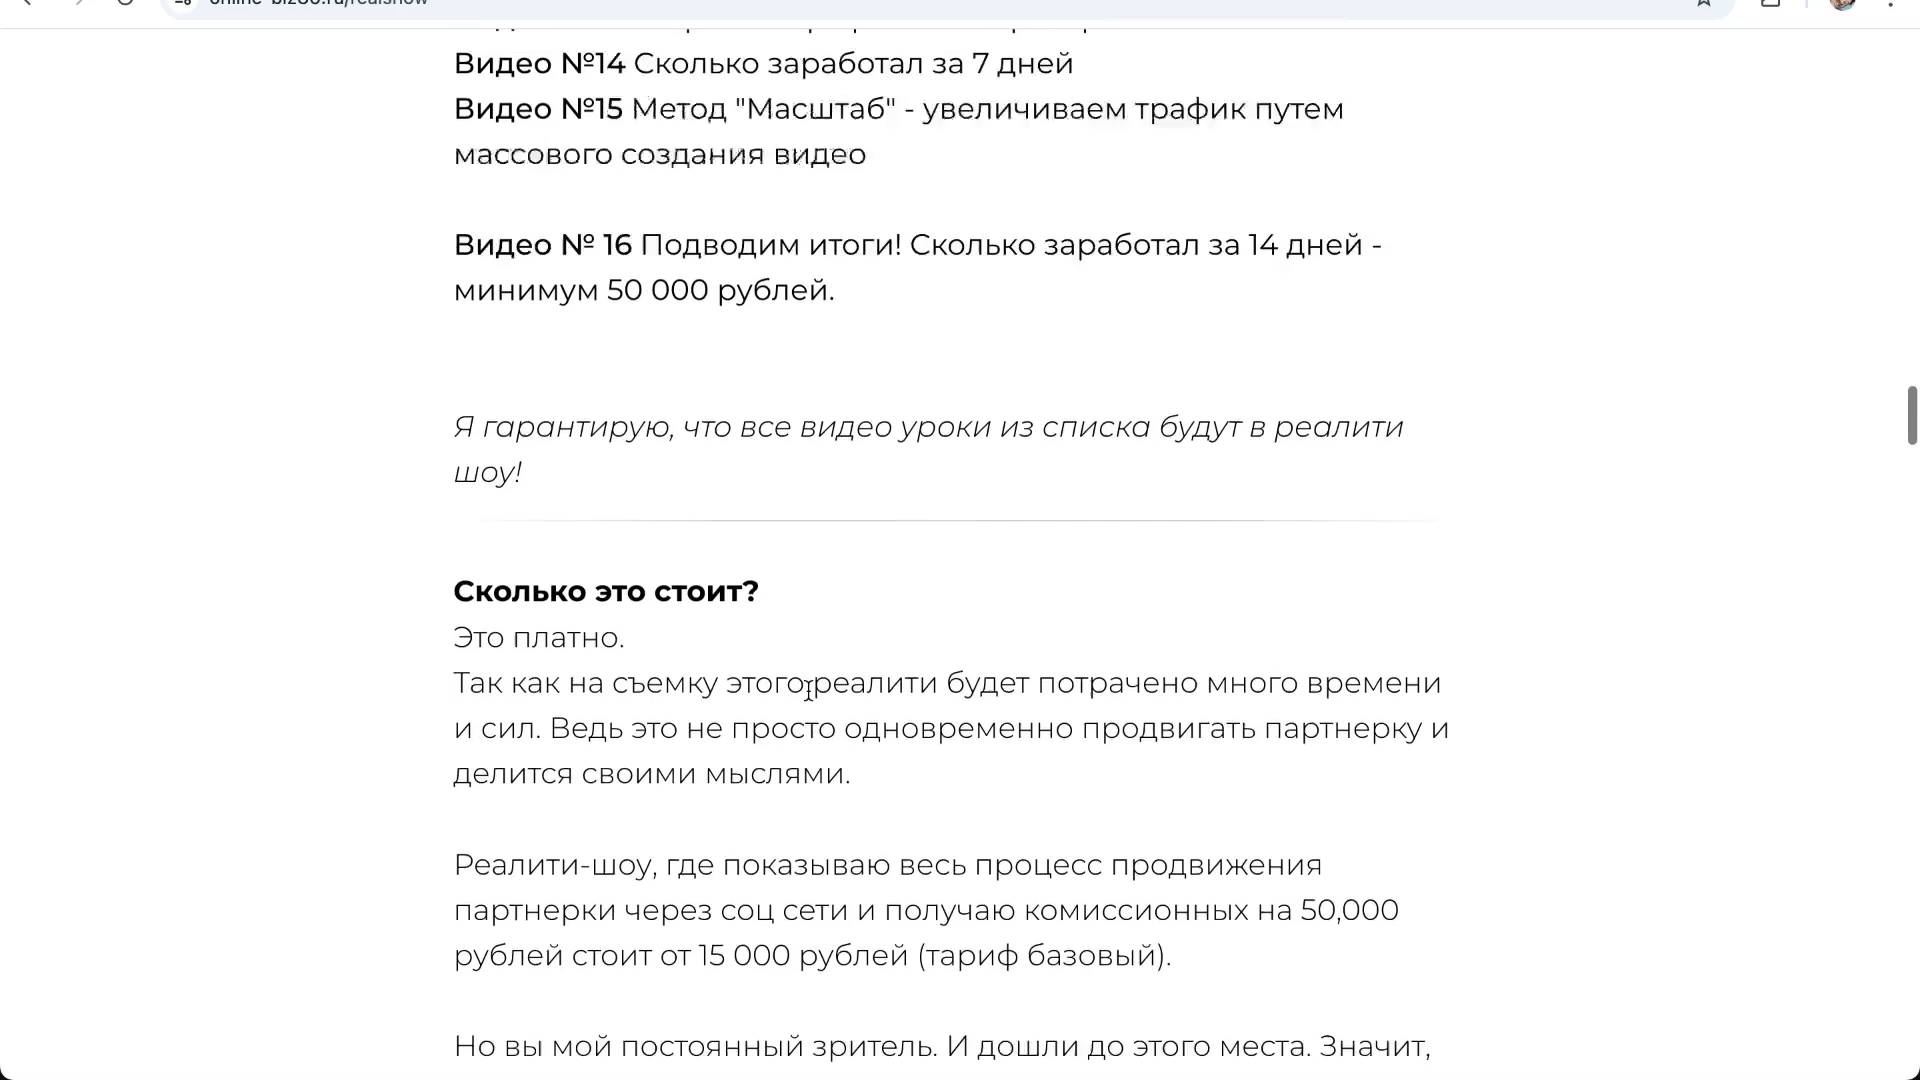 Видео №14 Сколько заработал за 7 дней
Видео №15 Метод "Масштаб" - увеличиваем трафик путем
массового создания видео
Видео № 16 Подводим итоги! Сколько заработал за 14 дней -
минимум 50 000 рублей.
Я гарантирую, что все видео уроки из списка будут в реалити
шоу!
Сколько это стоит?
Это платно.
Так как на съемку этого реалити будет потрачено много времени
и сил. Ведь это не просто одновременно продвигать партнерку и
делится своими мыслями.
Реалити-шоу, где показываю весь процесс продвижения
партнерки через соц сети и получаю комиссионных на 50,000
рублей стоит от 15 000 рублей (тариф базовый).
Но вы мой постоянный зритель. И дошли до этого места. Значит,